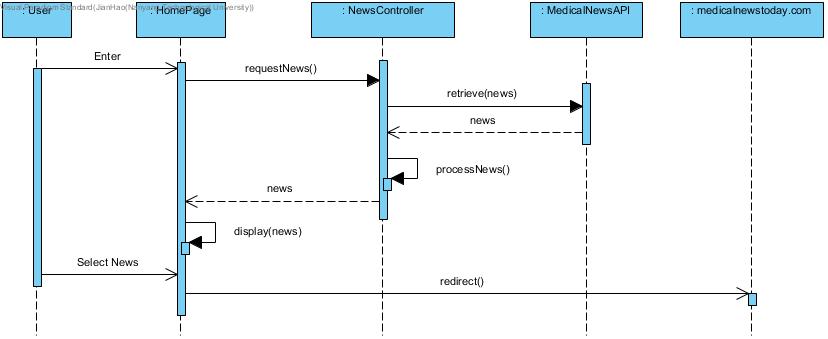 Visual Paradigm Standard(JianHao(Nanyang Technological University))
: User
: HomePage
: NewsController
: MedicalNewsAPI
: medicalnewstoday.com
Enter
requestNews()
retrieve(news)
news
processNews()
news
display(news)
Select News
redirect()